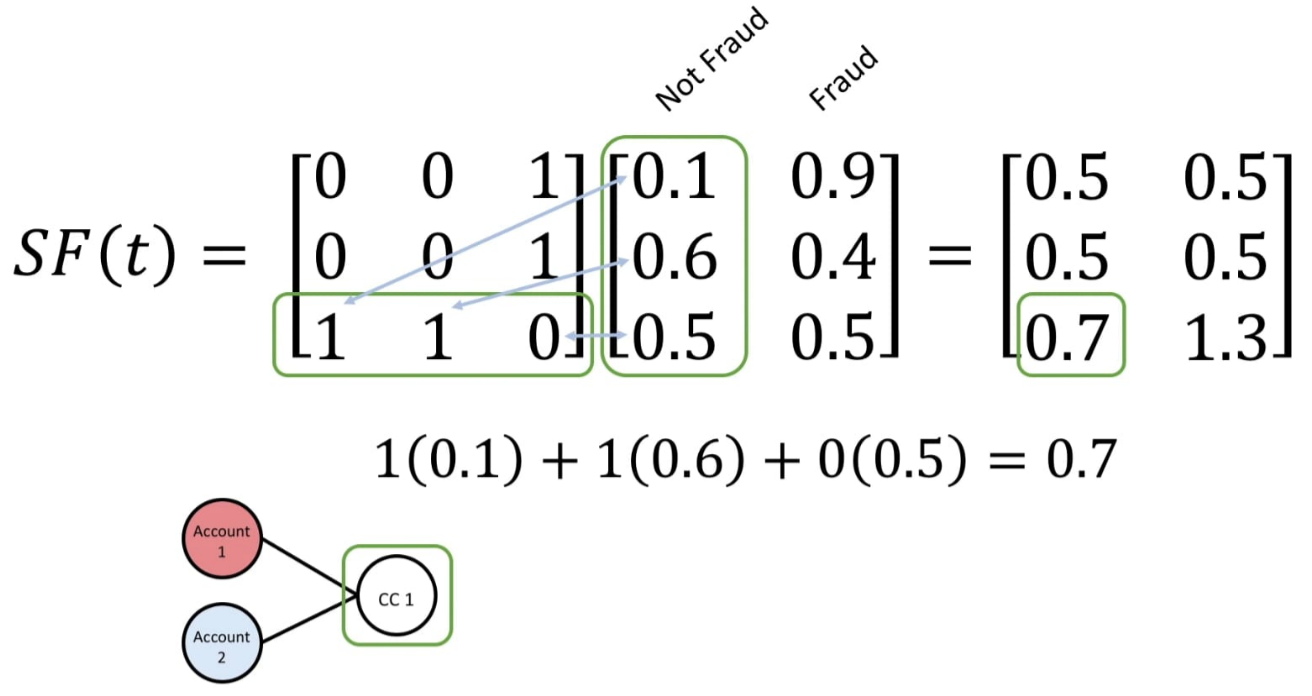 Not Fraud Fraud
SF(t) = [0 0 1] [0.1 0.9] = [0.5 0.5]
[0 0 1] [0.6 0.4] [0.5 0.5]
[1 1 0] [0.5 0.5] [0.7 1.3]
1(0.1) + 1(0.6) + 0(0.5) = 0.7
Account
1
CC 1
Account
2